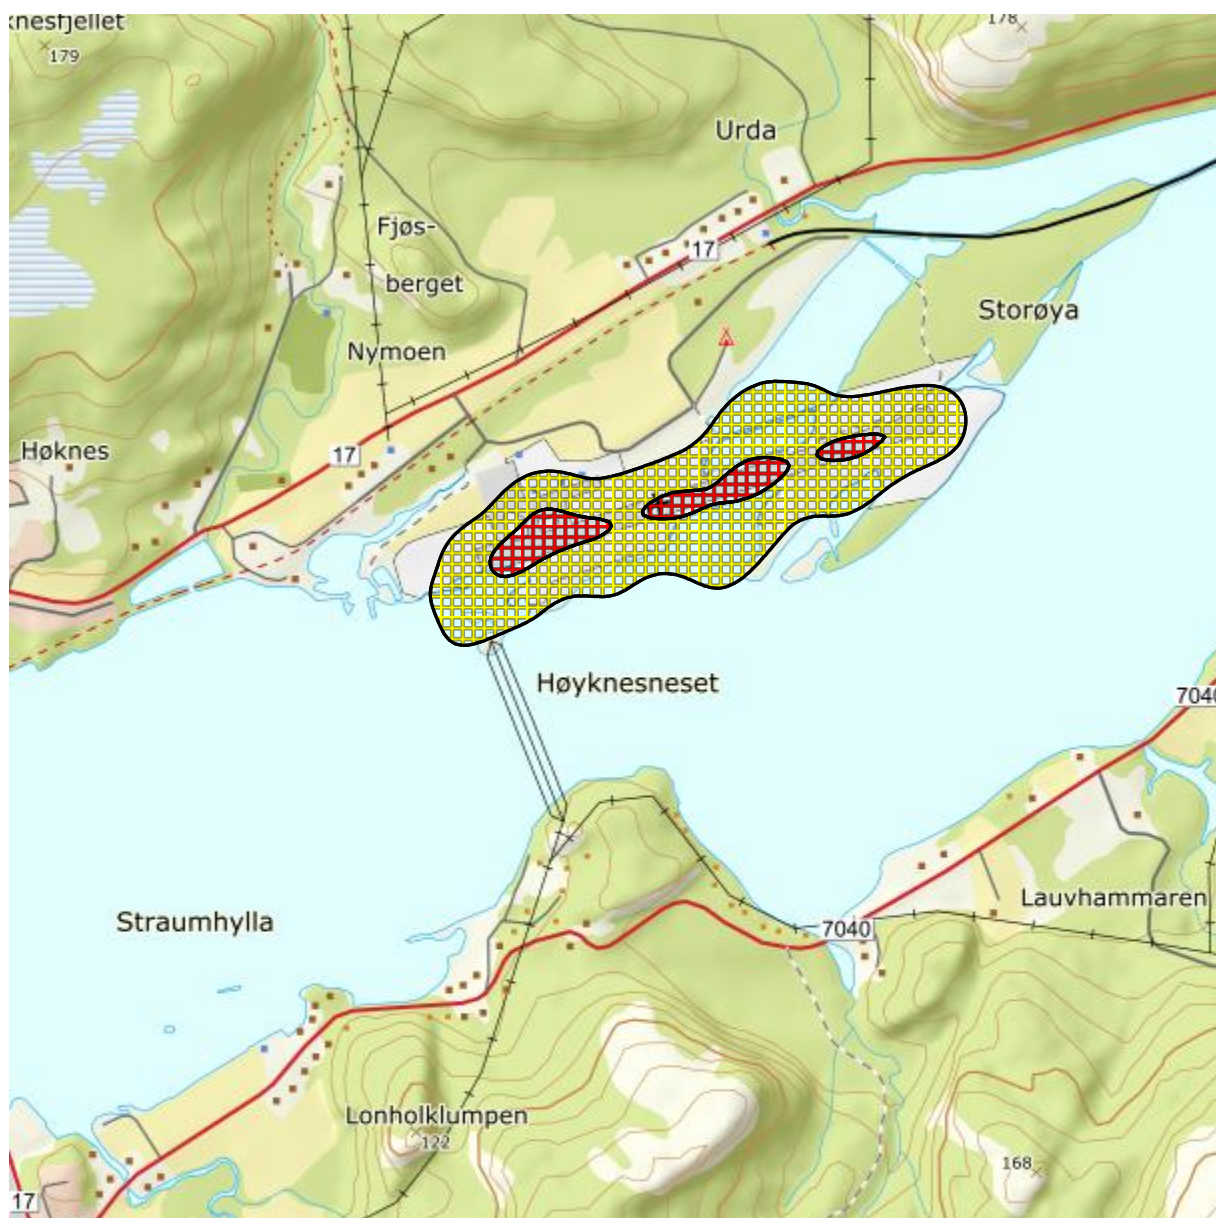 knesfjellet
178
179
Urda
Fjøs-
17
berget
Storøya
Nymoen
Høknes
17
Høyknesneset
7040
Lauvhammaren
Straumhylla
7040
Lonholklumpen
122
168
17